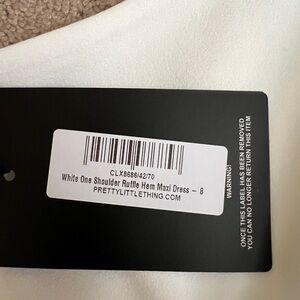 CLX8686/42/70
White One Shoulder Ruffle Hem Maxi Dress – 8
PRETTYLITTLETHING.COM
WARNING!
ONCE THIS LABEL HAS BEEN REMOVED
YOU CAN NO LONGER RETURN THIS ITEM